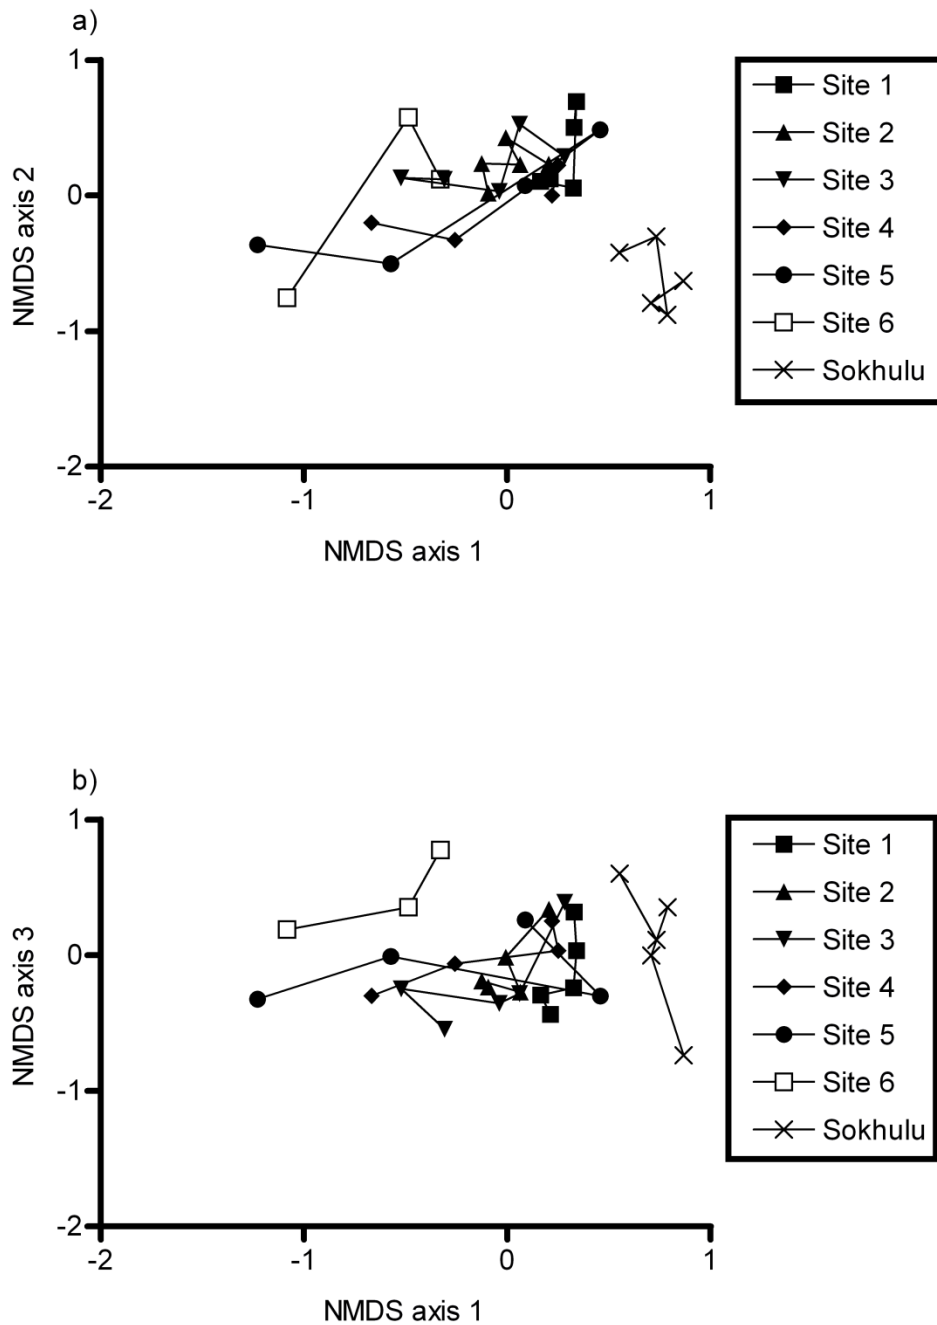 a)
1
0
-1
-2
NMDS axis 2
-2 -1 0 1
NMDS axis 1
Site 1
Site 2
Site 3
Site 4
Site 5
Site 6
Sokhulu
b)
1
0
-1
-2
NMDS axis 3
-2 -1 0 1
NMDS axis 1
Site 1
Site 2
Site 3
Site 4
Site 5
Site 6
Sokhulu